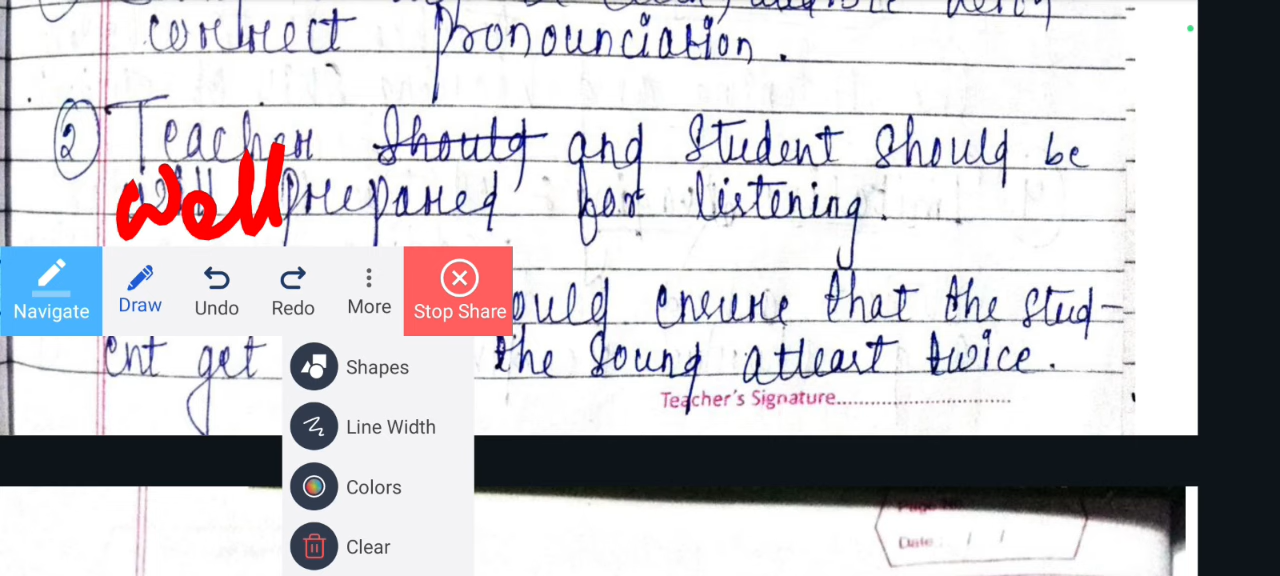 correct pronounciation.
② Teacher should and student should be
well prepared for listening.
well
Navigate
Draw
Undo
Redo
More
Stop Share
ould ensure that the stud-
ent get
the sound atleast twice.
Shapes
Teacher's Signature
Line Width
Colors
Clear
Date: / /